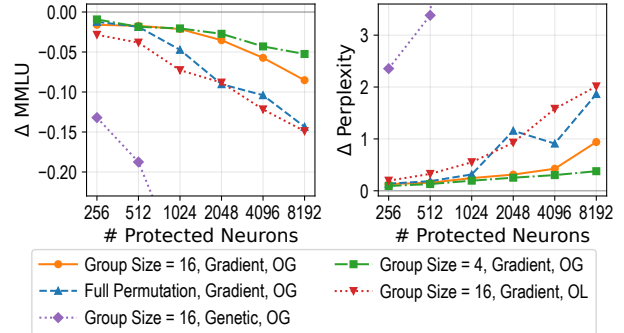 0.00
−0.05
−0.10
−0.15
−0.20
Δ MMLU
256 512 1024 2048 4096 8192
# Protected Neurons
3
2
1
0
Δ Perplexity
256 512 1024 2048 4096 8192
# Protected Neurons
Group Size = 16, Gradient, OG
Full Permutation, Gradient, OG
Group Size = 16, Genetic, OG
Group Size = 4, Gradient, OG
Group Size = 16, Gradient, OL